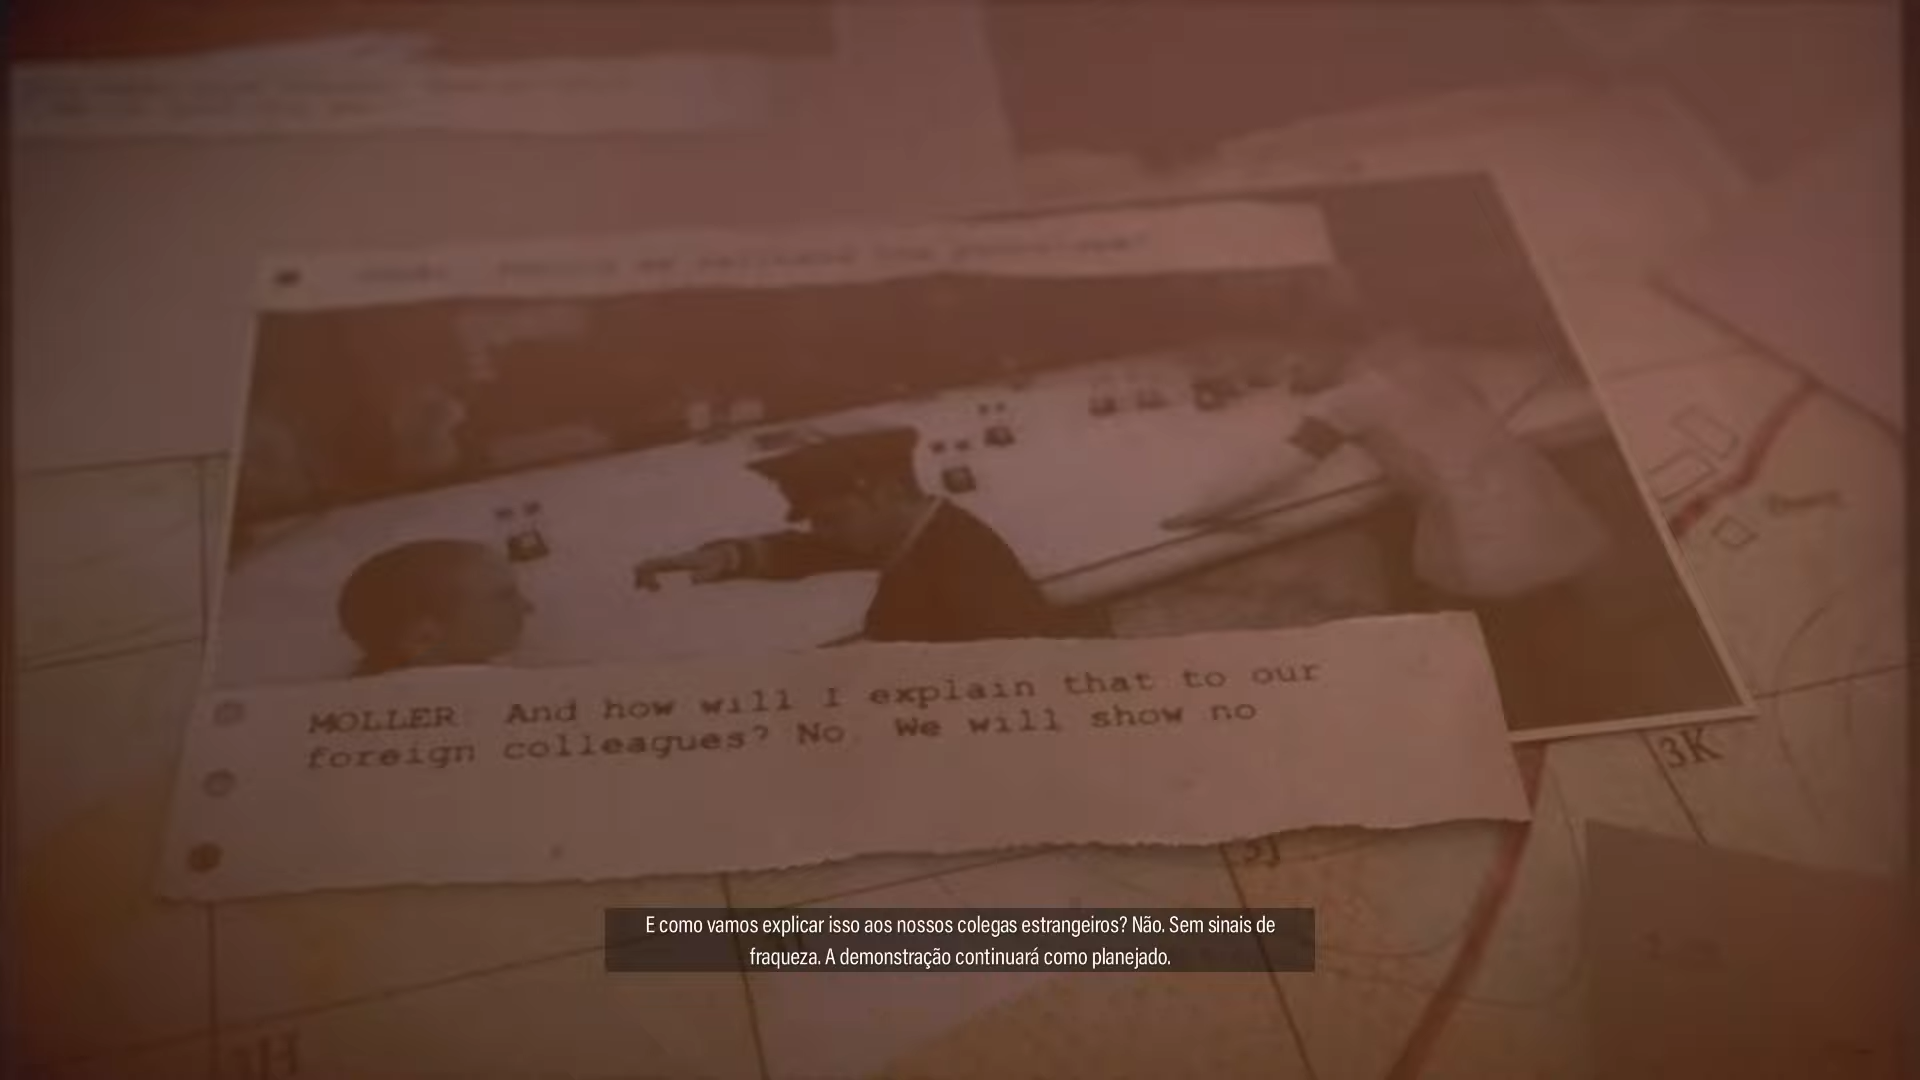 MOLLER And how will I explain that to our
foreign colleagues? No. We will show no
3K
3J
E como vamos explicar isso aos nossos colegas estrangeiros? Não. Sem sinais de
fraqueza. A demonstração continuará como planejado.